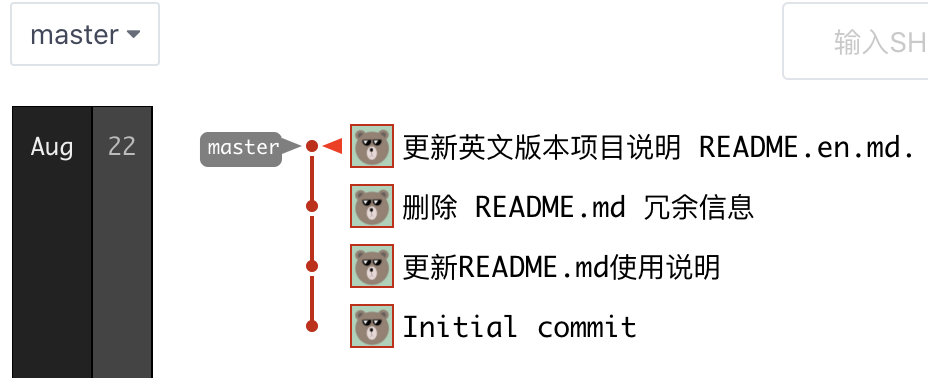 master
输入SH
Aug 22
master 更新英文版本项目说明 README.en.md.
删除 README.md 冗余信息
更新README.md使用说明
Initial commit